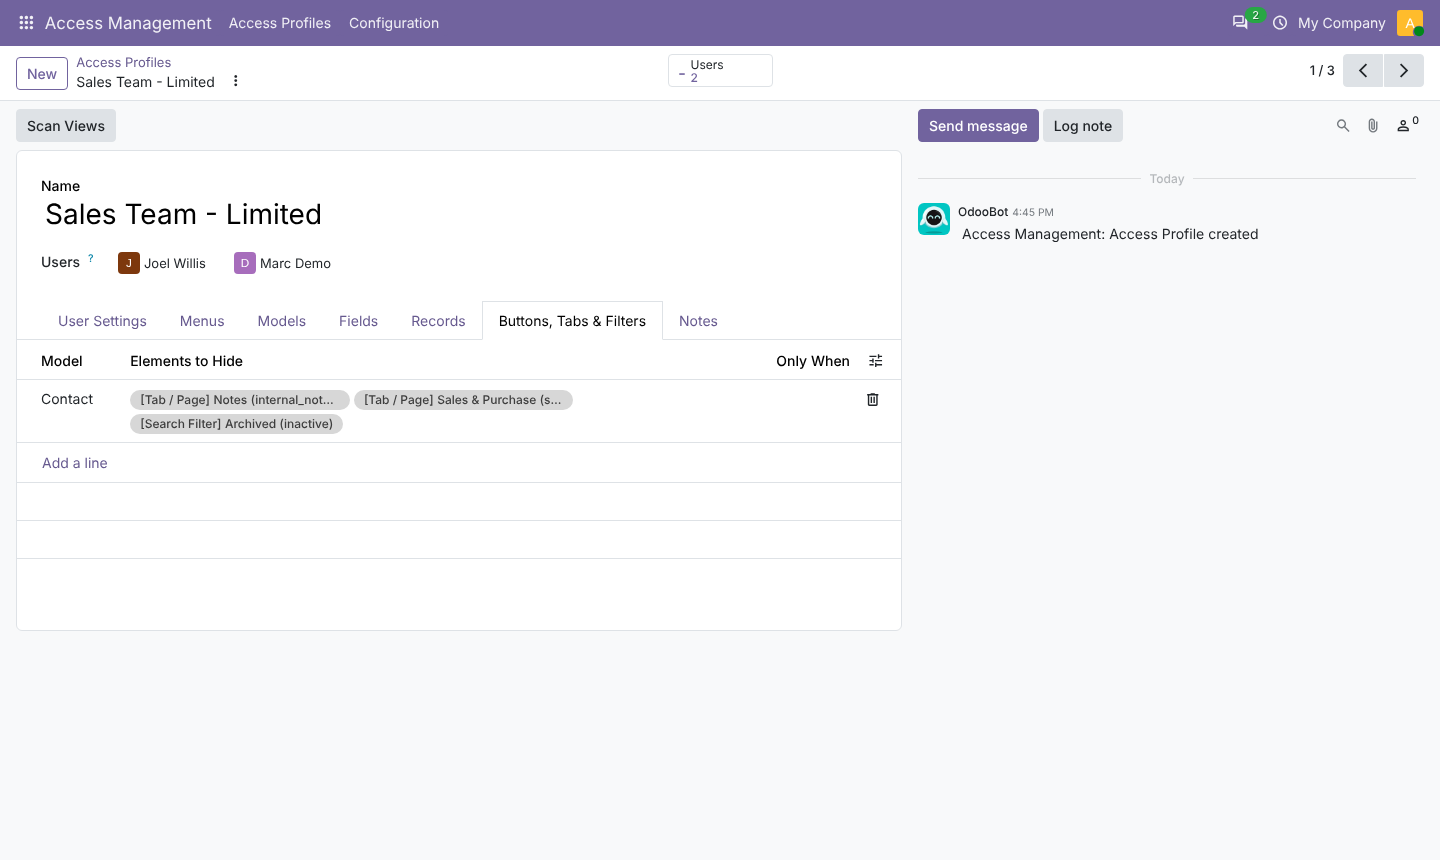 Access Management Access Profiles Configuration 2 My Company A
New Access Profiles Users 1 / 3
Sales Team - Limited - 2
Scan Views Send message Log note 0
Name
Sales Team - Limited
Users ? J Joel Willis D Marc Demo
User Settings Menus Models Fields Records Buttons, Tabs & Filters Notes
Model Elements to Hide Only When
Contact [Tab / Page] Notes (internal_not... [Tab / Page] Sales & Purchase (s...
[Search Filter] Archived (inactive)
Add a line
Today
OdooBot 4:45 PM
Access Management: Access Profile created